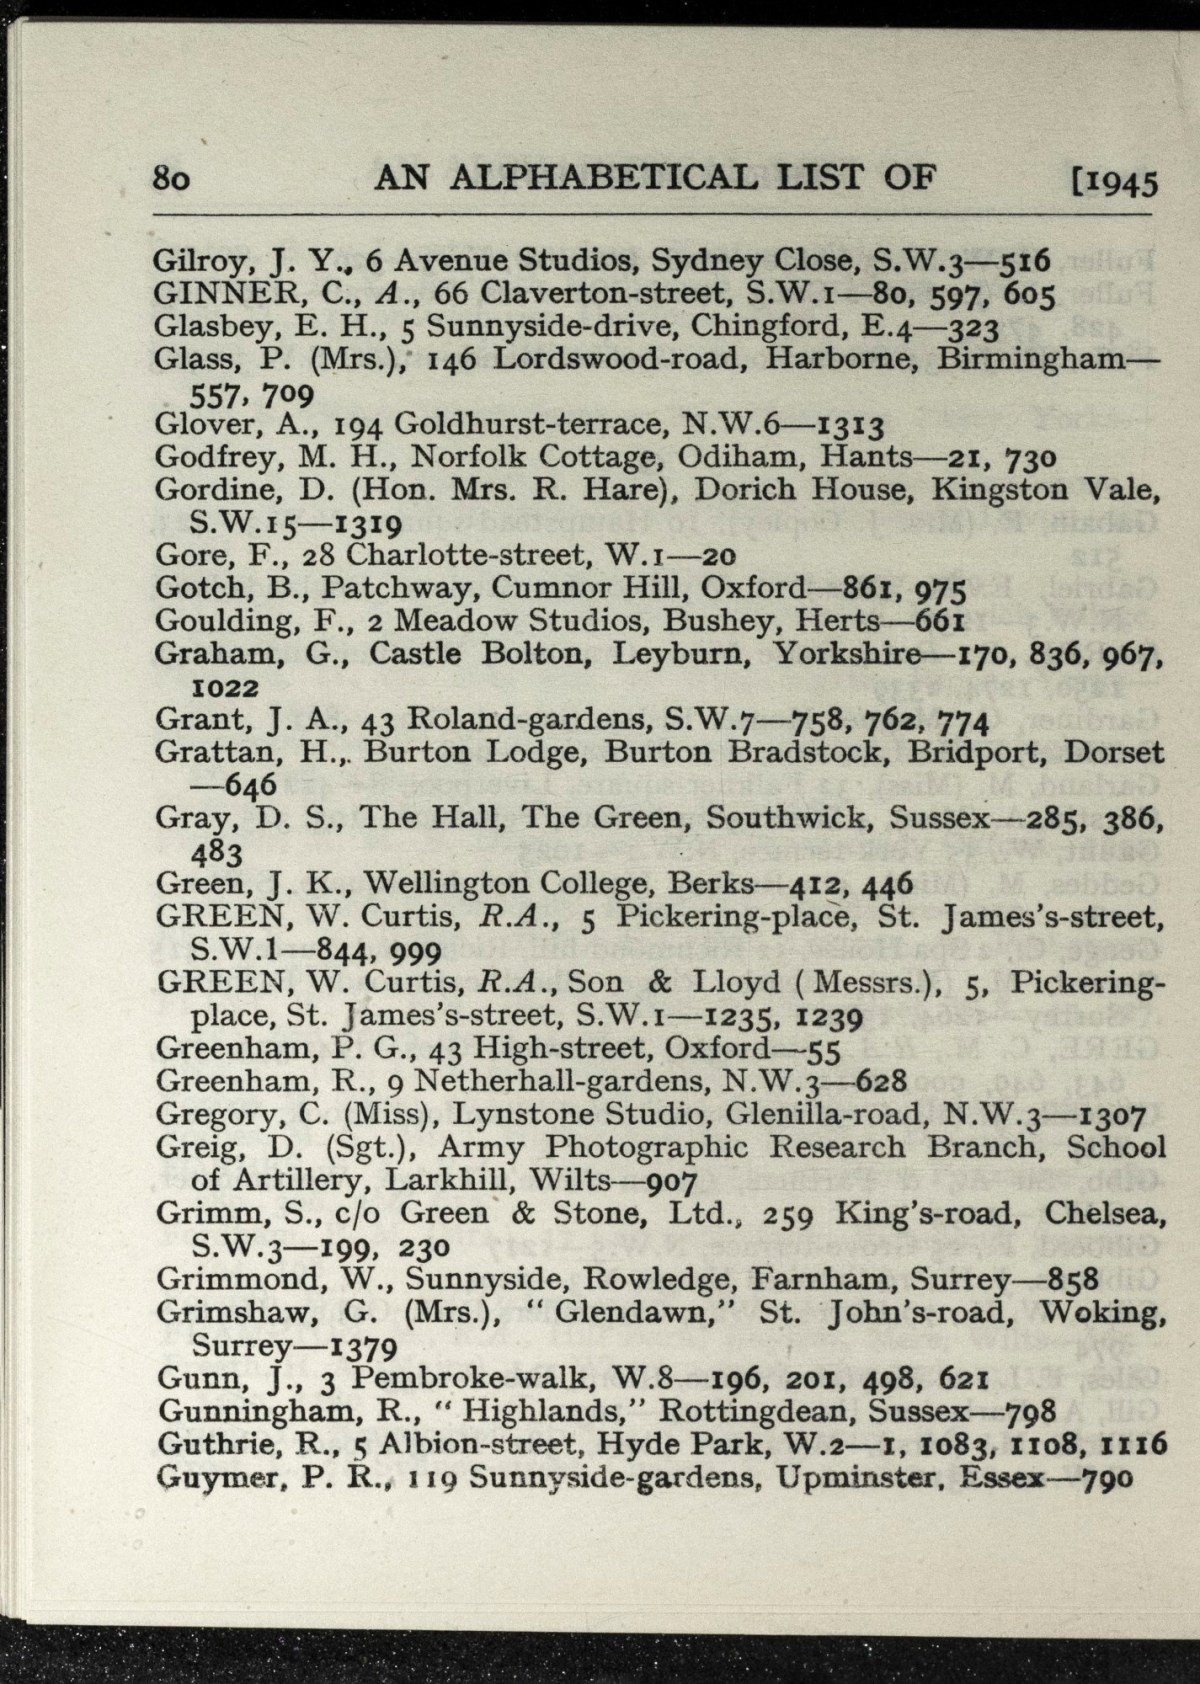 80 AN ALPHABETICAL LIST OF [1945
Gilroy, J. Y., 6 Avenue Studios, Sydney Close, S.W.3—516
GINNER, C., A., 66 Claverton-street, S.W.1—80, 597, 605
Glasbey, E. H., 5 Sunnyside-drive, Chingford, E.4—323
Glass, P. (Mrs.), 146 Lordswood-road, Harborne, Birmingham—
557, 709
Glover, A., 194 Goldhurst-terrace, N.W.6—1313
Godfrey, M. H., Norfolk Cottage, Odiham, Hants—21, 730
Gordine, D. (Hon. Mrs. R. Hare), Dorich House, Kingston Vale,
S.W.15—1319
Gore, F., 28 Charlotte-street, W.1—20
Gotch, B., Patchway, Cumnor Hill, Oxford—861, 975
Goulding, F., 2 Meadow Studios, Bushey, Herts—661
Graham, G., Castle Bolton, Leyburn, Yorkshire—170, 836, 967,
1022
Grant, J. A., 43 Roland-gardens, S.W.7—758, 762, 774
Grattan, H.,. Burton Lodge, Burton Bradstock, Bridport, Dorset
—646
Gray, D. S., The Hall, The Green, Southwick, Sussex—285, 386,
483
Green, J. K., Wellington College, Berks—412, 446
GREEN, W. Curtis, R.A., 5 Pickering-place, St. James's-street,
S.W.1—844, 999
GREEN, W. Curtis, R.A., Son & Lloyd (Messrs.), 5, Pickering-
place, St. James's-street, S.W.1—1235, 1239
Greenham, P. G., 43 High-street, Oxford—55
Greenham, R., 9 Netherhall-gardens, N.W.3—628
Gregory, C. (Miss), Lynstone Studio, Glenilla-road, N.W.3—1307
Greig, D. (Sgt.), Army Photographic Research Branch, School
of Artillery, Larkhill, Wilts—907
Grimm, S., c/o Green & Stone, Ltd., 259 King's-road, Chelsea,
S.W.3—199, 230
Grimmond, W., Sunnyside, Rowledge, Farnham, Surrey—858
Grimshaw, G. (Mrs.), “ Glendawn,” St. John's-road, Woking,
Surrey—1379
Gunn, J., 3 Pembroke-walk, W.8—196, 201, 498, 621
Gunningham, R., “ Highlands,” Rottingdean, Sussex—798
Guthrie, R., 5 Albion-street, Hyde Park, W.2—1, 1083, 1108, 1116
Guymer, P. R., 119 Sunnyside-gardens, Upminster, Essex—790